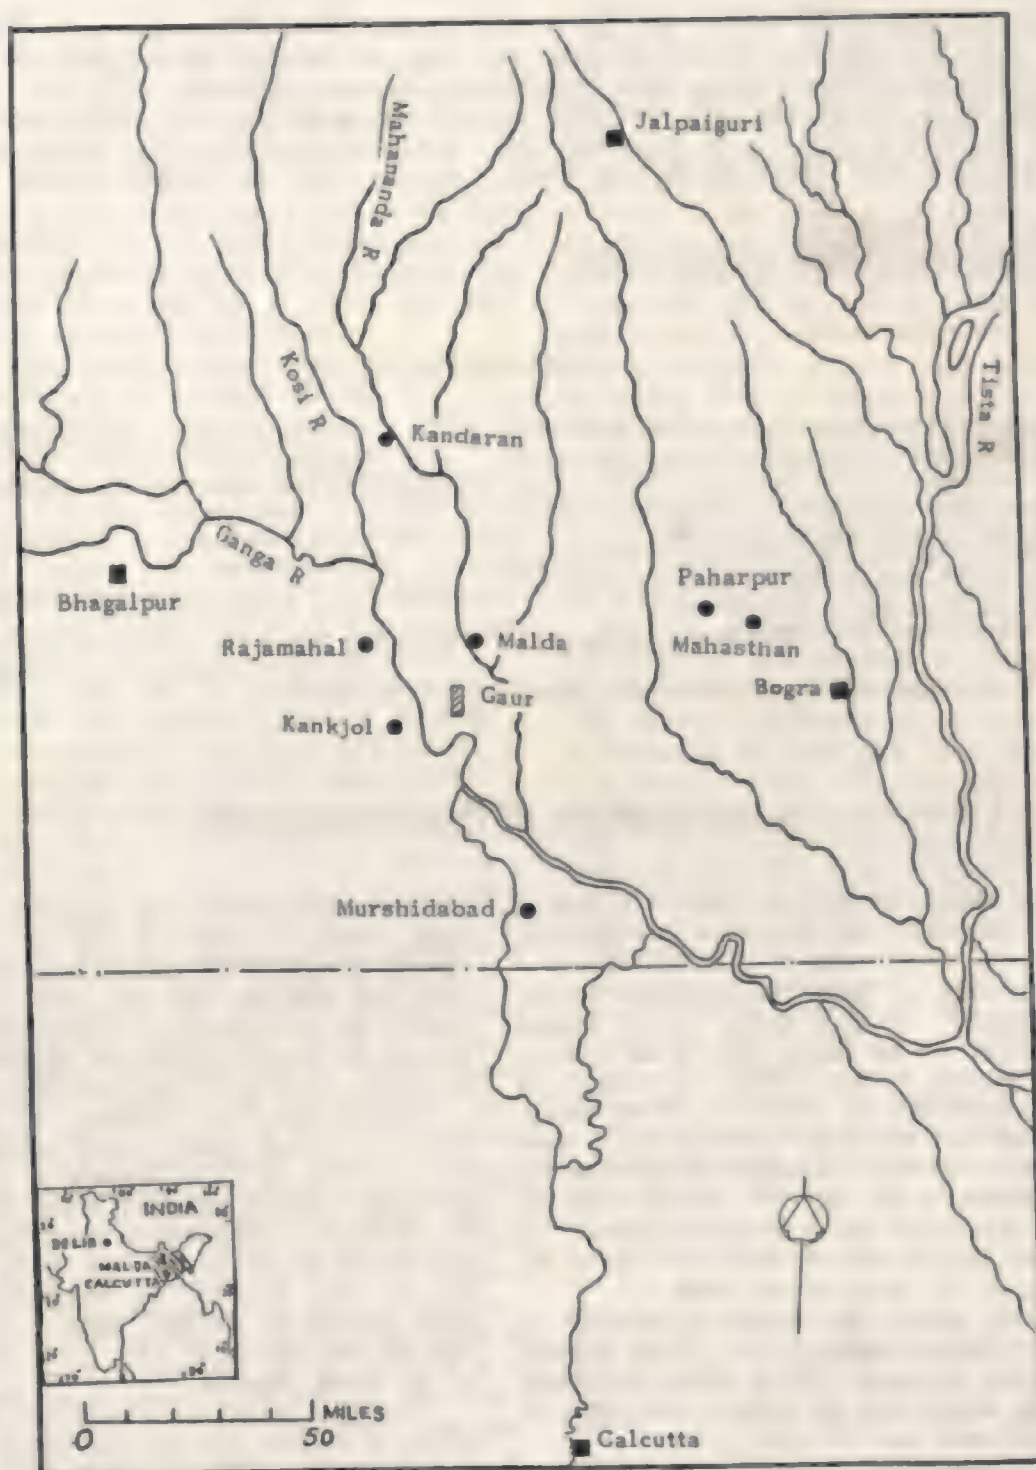 Jalpaiguri
Mahananda R
Kosi R
Tista R
Kandaran
Ganga R
Bhagalpur
Paharpur
Mahasthan
Rajamahal
Malda
Bogra
Gaur
Kankjol
Murshidabad
INDIA
MALDA
CALCUTTA
MILES
0 50
Calcutta